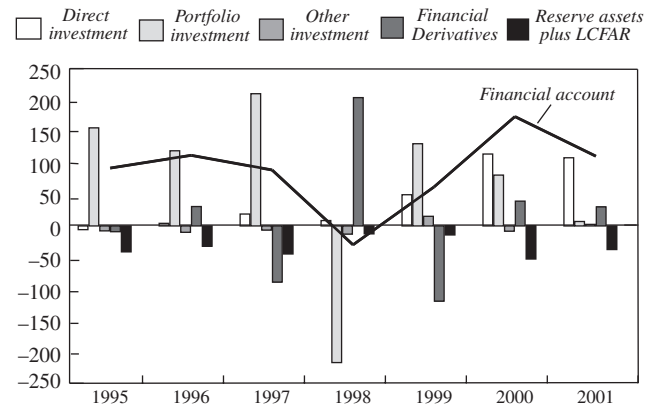 Direct investment
Portfolio investment
Other investment
Financial Derivatives
Reserve assets plus LCFAR
250
200
150
100
50
0
–50
–100
–150
–200
–250
Financial account
1995 1996 1997 1998 1999 2000 2001